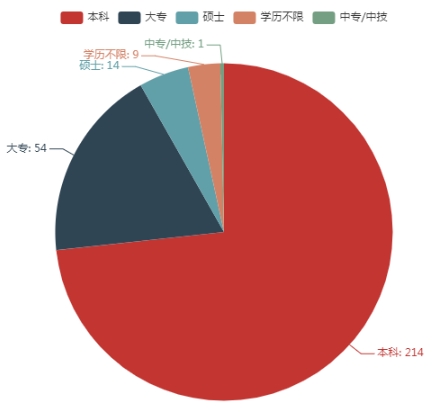 本科 大专 硕士 学历不限 中专/中技
中专/中技: 1
学历不限: 9
硕士: 14
大专: 54
本科: 214